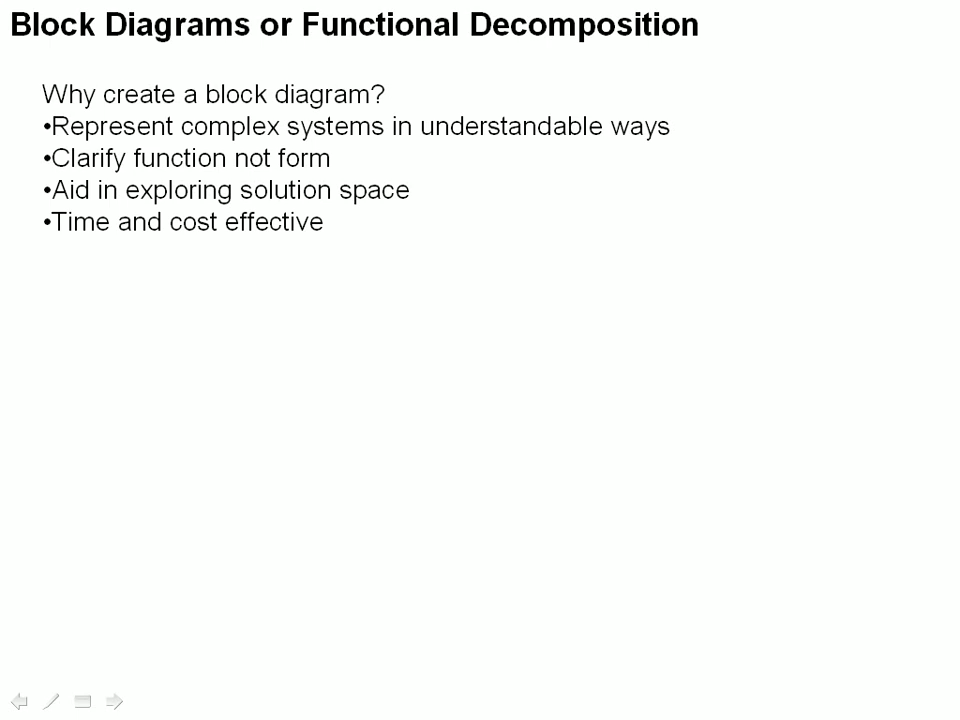 Block Diagrams or Functional Decomposition
Why create a block diagram?
•Represent complex systems in understandable ways
•Clarify function not form
•Aid in exploring solution space
•Time and cost effective